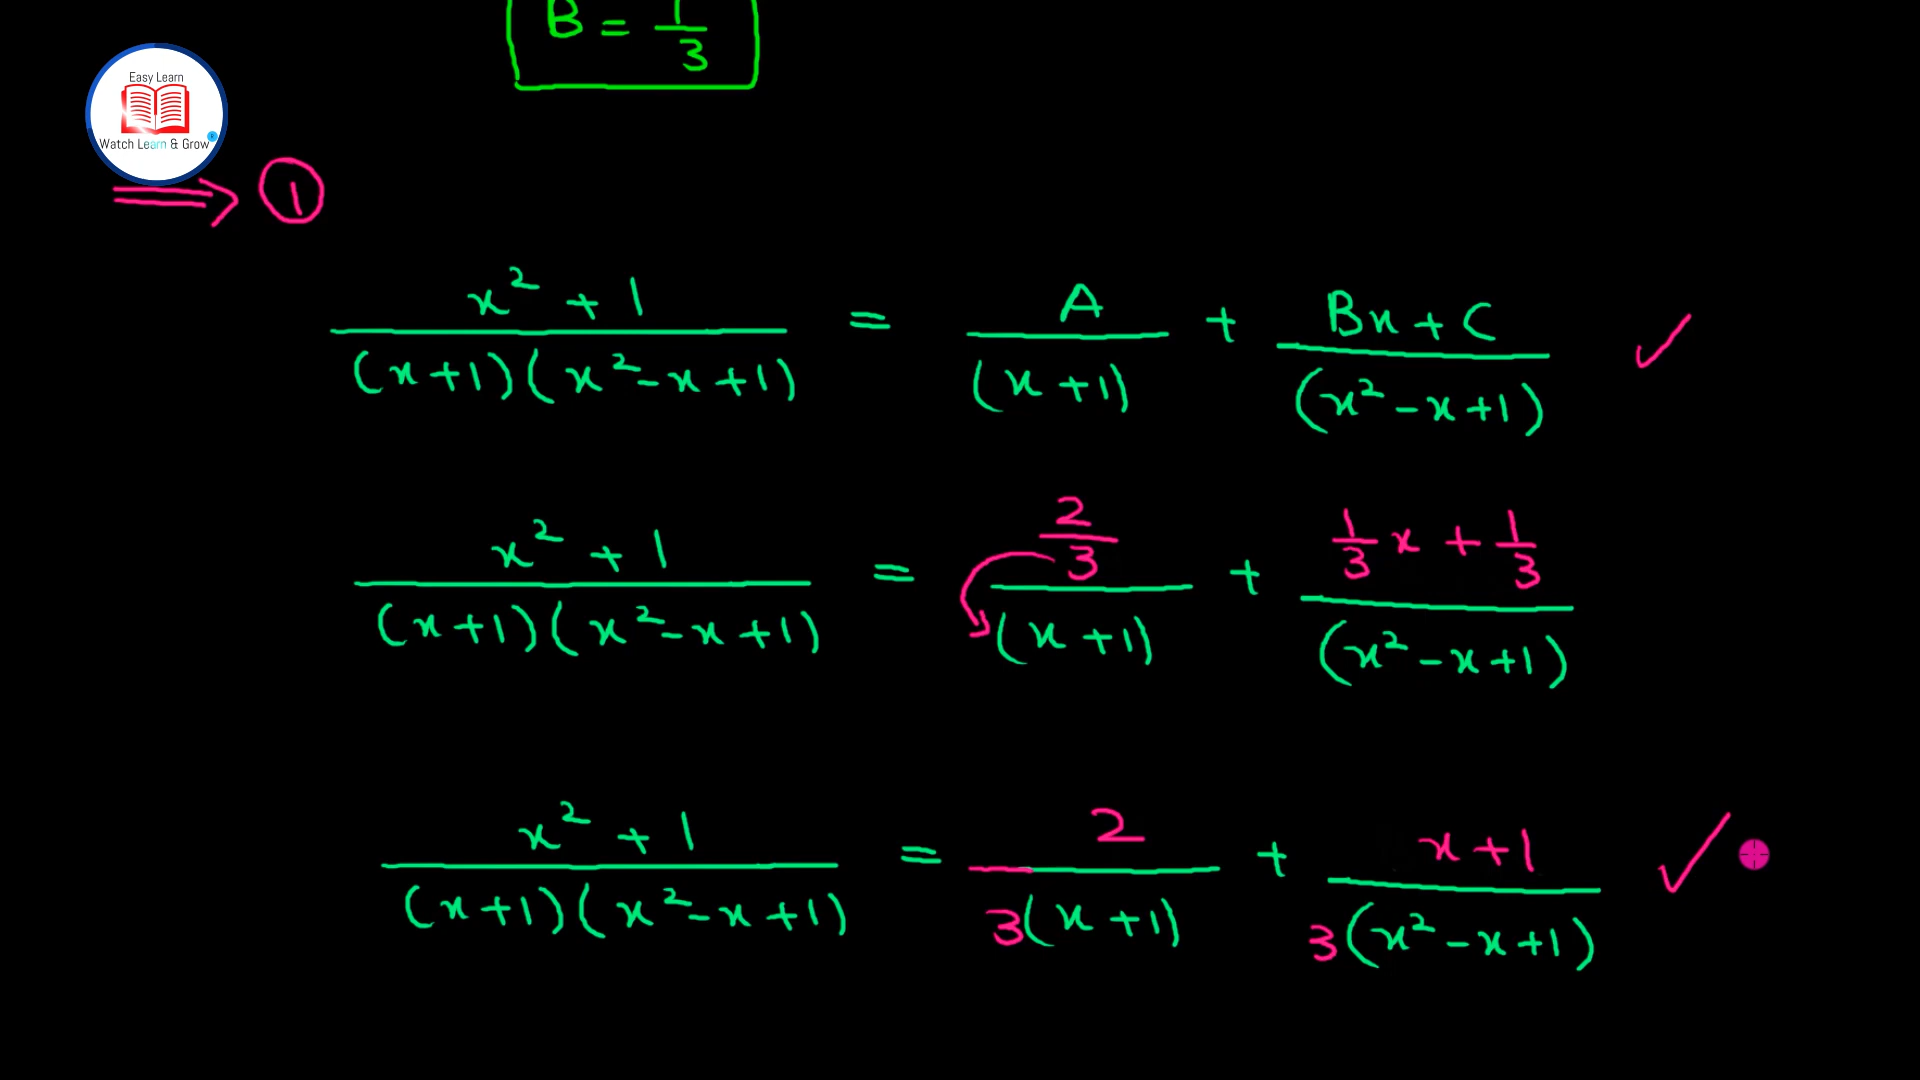 B = 1/3
Easy Learn
Watch Learn & Grow
⟹ ①
(x² + 1)/((x+1)(x²-x+1)) = A/(x+1) + (Bx+C)/(x²-x+1) ✓
(x² + 1)/((x+1)(x²-x+1)) = (2/3)/(x+1) + (1/3 x + 1/3)/(x²-x+1)
(x² + 1)/((x+1)(x²-x+1)) = 2/(3(x+1)) + (x+1)/(3(x²-x+1)) ✓